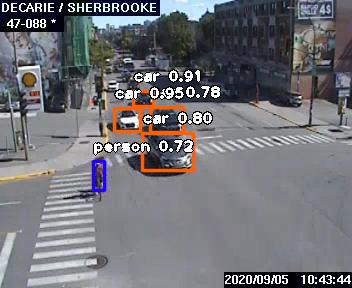 DECARIE / SHERBROOKE
47-088 *
car 0.91
car 0.95 0.78
car 0.80
person 0.72
2020/09/05 10:43:44